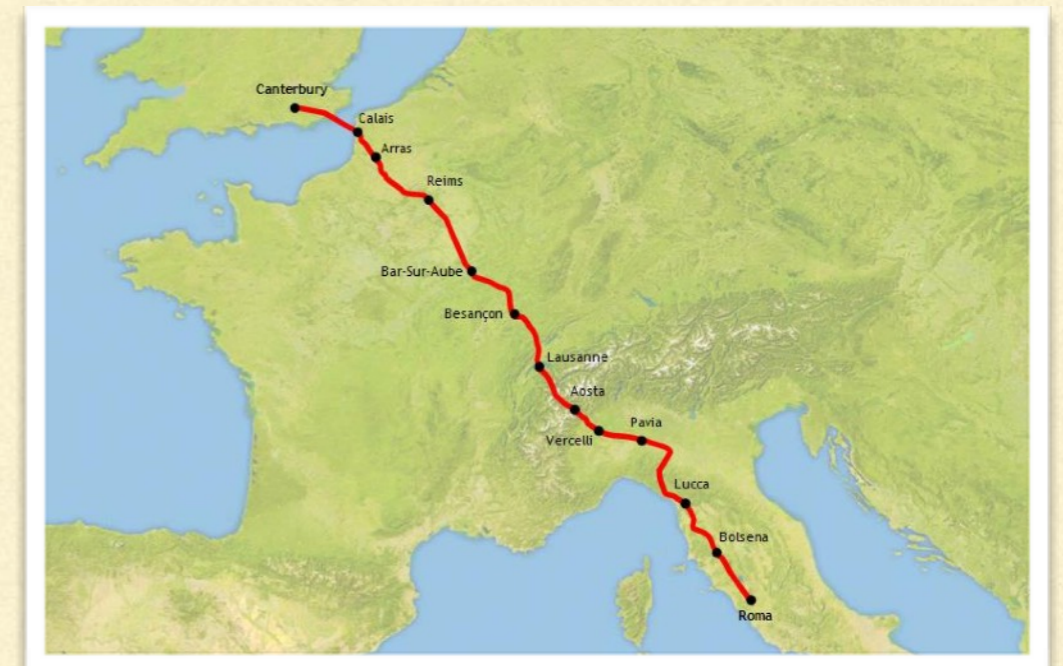 Canterbury
Calais
Arras
Reims
Bar-Sur-Aube
Besançon
Lausanne
Aosta
Pavia
Vercelli
Lucca
Bolsena
Roma